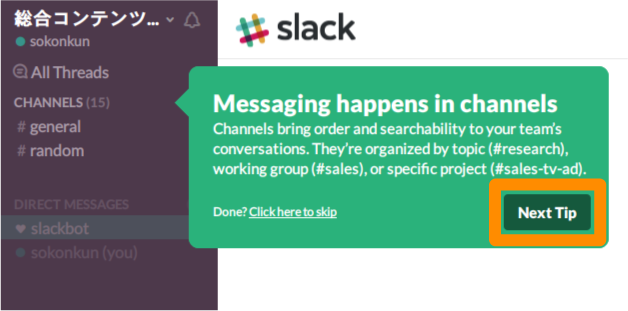 総合コンテンツ...
sokonkun
All Threads
CHANNELS (15)
# general
# random
DIRECT MESSAGES
slackbot
sokonkun (you)
slack
Messaging happens in channels
Channels bring order and searchability to your team's
conversations. They're organized by topic (#research),
working group (#sales), or specific project (#sales-tv-ad).
Done? Click here to skip
Next Tip